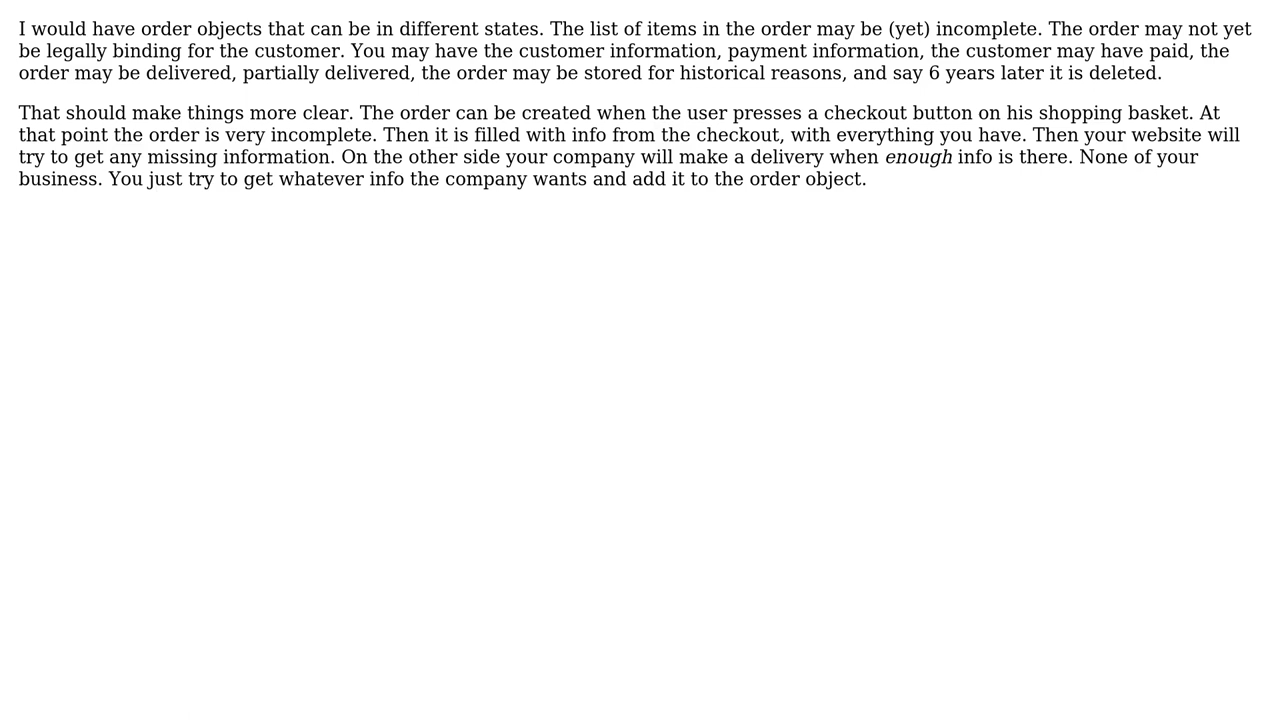 I would have order objects that can be in different states. The list of items in the order may be (yet) incomplete. The order may not yet
be legally binding for the customer. You may have the customer information, payment information, the customer may have paid, the
order may be delivered, partially delivered, the order may be stored for historical reasons, and say 6 years later it is deleted.
That should make things more clear. The order can be created when the user presses a checkout button on his shopping basket. At
that point the order is very incomplete. Then it is filled with info from the checkout, with everything you have. Then your website will
try to get any missing information. On the other side your company will make a delivery when enough info is there. None of your
business. You just try to get whatever info the company wants and add it to the order object.